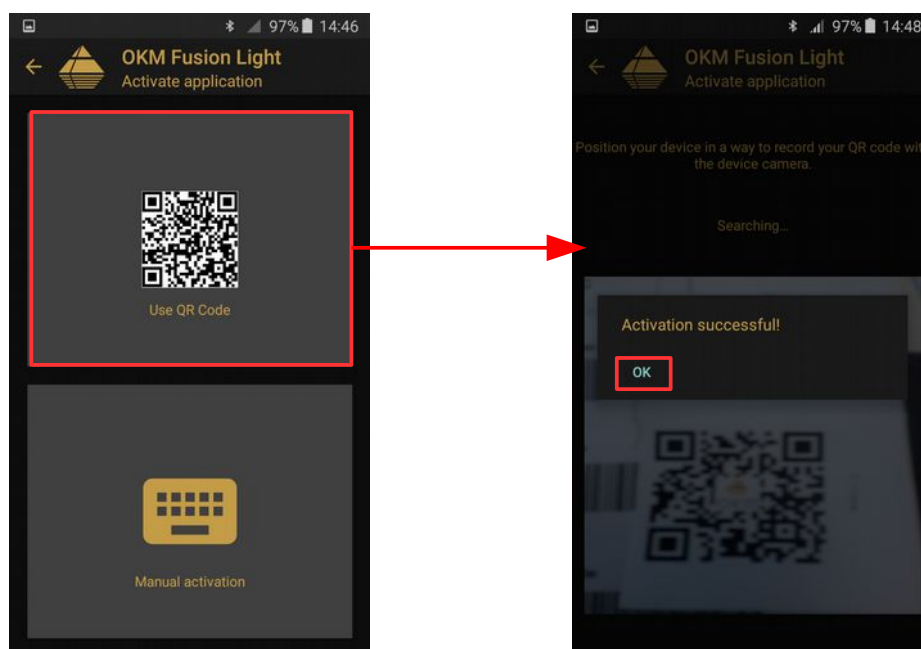 97% 14:46
OKM Fusion Light
Activate application
Use QR Code
Manual activation
97% 14:48
OKM Fusion Light
Activate application
Position your device in a way to record your QR code wit
the device camera.
Searching...
Activation successful!
OK